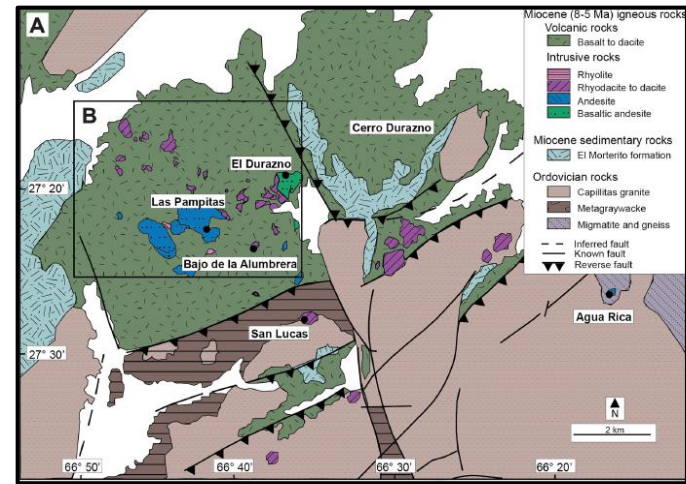 A
B
Cerro Durazno
El Durazno
Las Pampitas
Bajo de la Alumbrera
San Lucas
Agua Rica
27° 20'
27° 30'
66° 50'
66° 40'
66° 30'
66° 20'
Miocene (8-5 Ma) igneous rocks
Volcanic rocks
Basalt to dacite
Intrusive rocks
Rhyolite
Rhyodacite to dacite
Andesite
Basaltic andesite
Miocene sedimentary rocks
El Morterito formation
Ordovician rocks
Capillitas granite
Metagraywacke
Migmatite and gneiss
Inferred fault
Known fault
Reverse fault
N
2 km